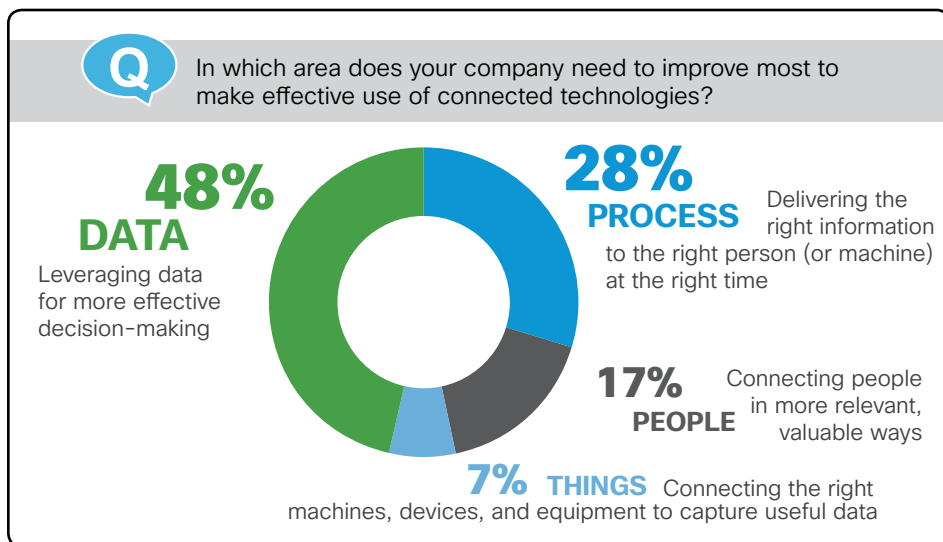 Q
In which area does your company need to improve most to
make effective use of connected technologies?
48%
DATA
Leveraging data
for more effective
decision-making
28%
PROCESS Delivering the
right information
to the right person (or machine)
at the right time
17%
PEOPLE
Connecting people
in more relevant,
valuable ways
7% THINGS Connecting the right
machines, devices, and equipment to capture useful data